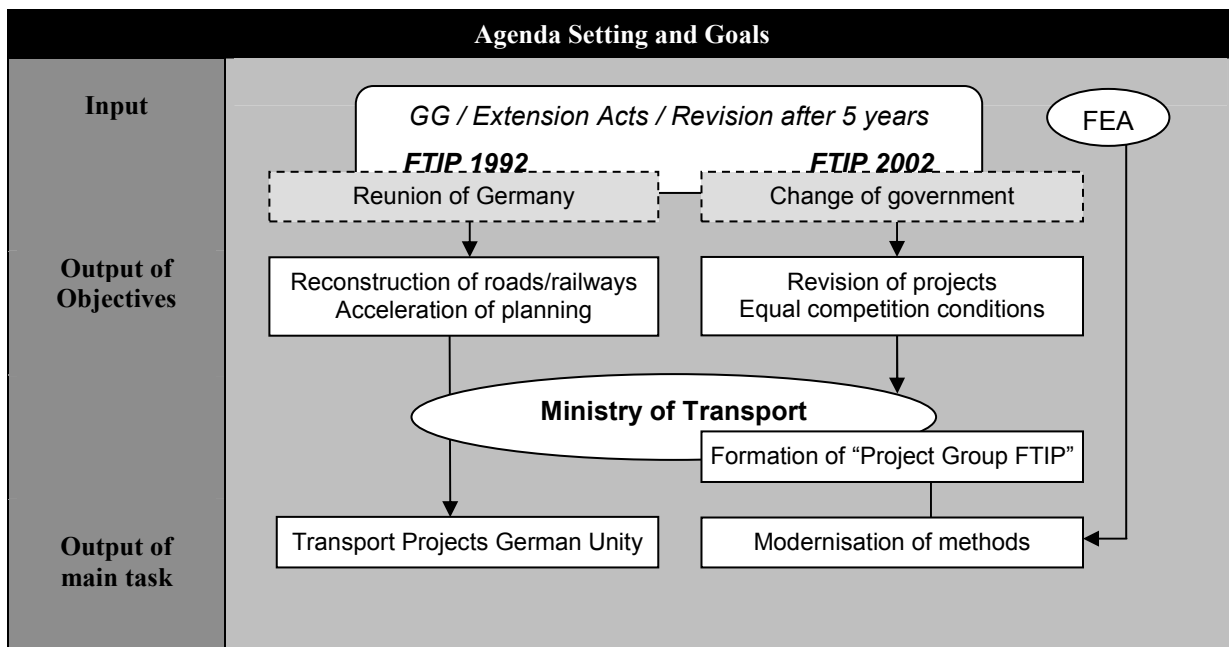 Agenda Setting and Goals
Input
GG / Extension Acts / Revision after 5 years
FEA
FTIP 1992
FTIP 2002
Reunion of Germany
Change of government
Output of
Objectives
Reconstruction of roads/railways
Acceleration of planning
Revision of projects
Equal competition conditions
Ministry of Transport
Formation of “Project Group FTIP”
Output of
main task
Transport Projects German Unity
Modernisation of methods